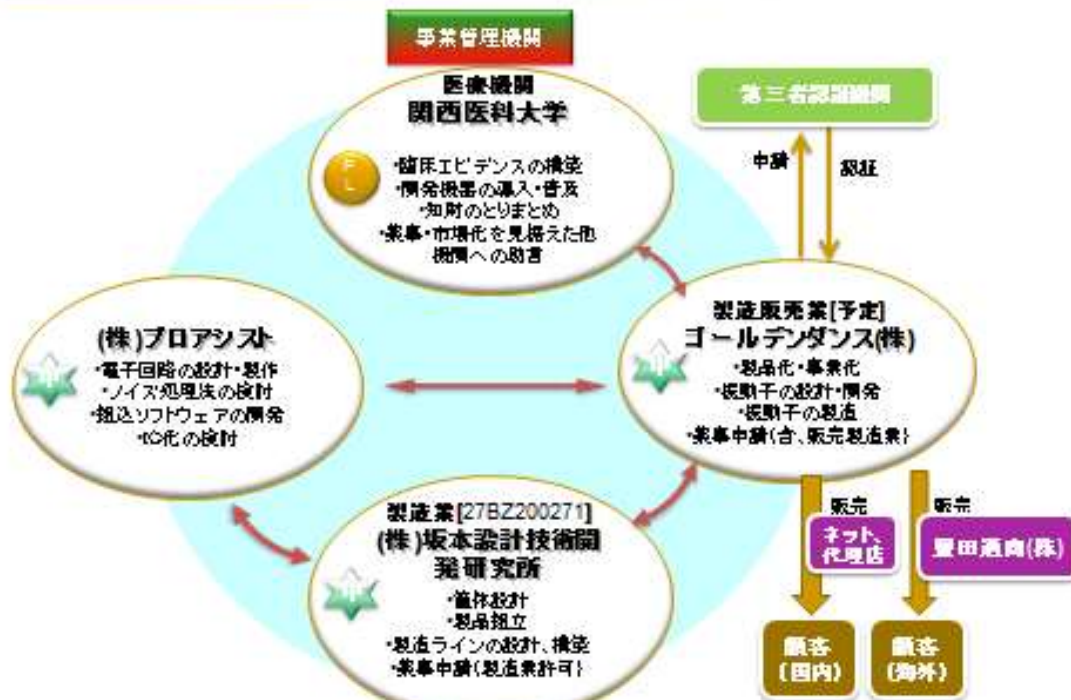 事業管理機関
医療機関
関西医科大学
PL
・臨床エビデンスの構築
・開発機器の導入・普及
・知財のとりまとめ
・薬事・市場化を見据えた他
機関への助言
第三者認証機関
申請
認証
(株)プロアシスト
・電子回路の設計・製作
・ノイズ処理法の検討
・組込ソフトウェアの開発
・IC化の検討
製造販売業[予定]
ゴールデンダンス(株)
・製品化・事業化
・振動子の設計・開発
・振動子の製造
・薬事申請(含、販売製造業)
製造業[27BZ200271]
(株)坂本設計技術開
発研究所
・筐体設計
・製品組立
・製造ラインの設計、構築
・薬事申請(製造業許可)
販売
ネット、
代理店
販売
豊田通商(株)
顧客
(国内)
顧客
(海外)